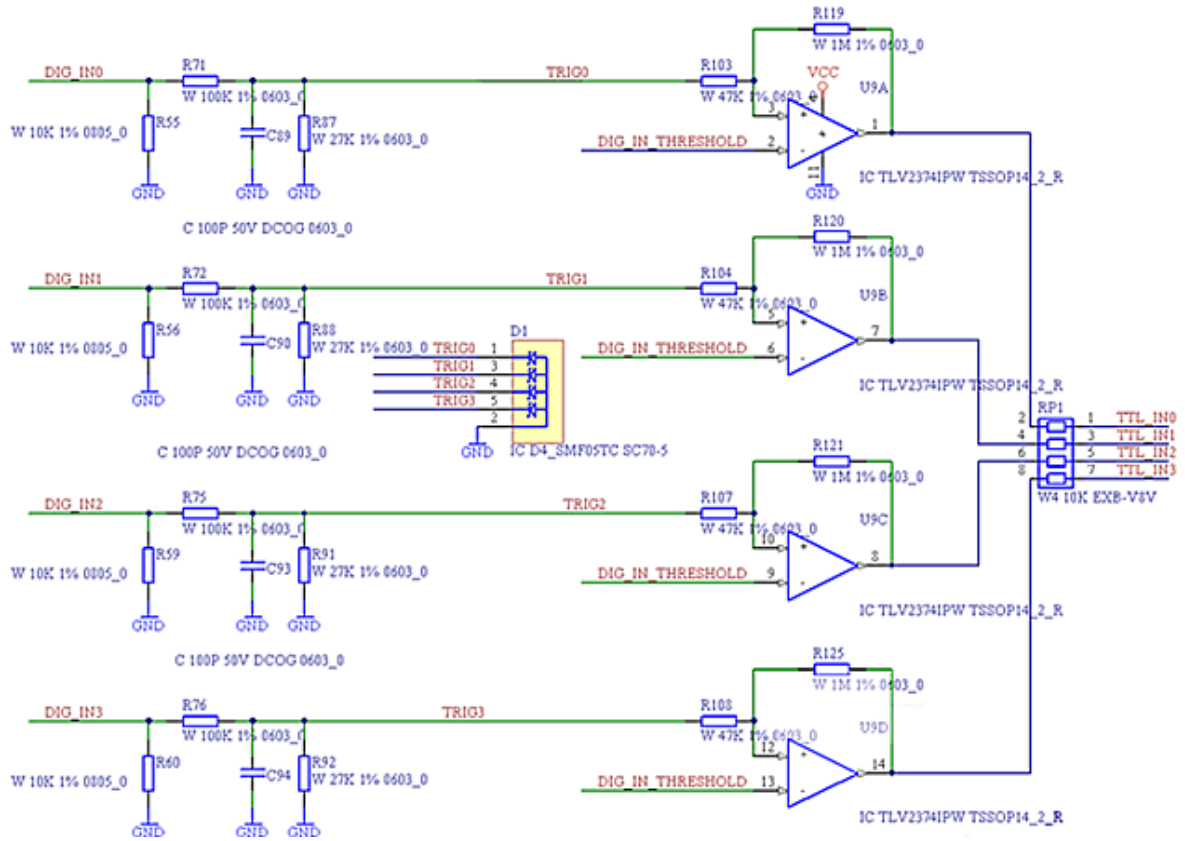 R119
W 1M 1% 0603_0
DIG_IN0
R71
W 100K 1% 0603_0
TRIG0
R103
W 47K 1% 0603_0
VCC
U9A
R55
W 10K 1% 0805_0
C89
R87
W 27K 1% 0603_0
3
+
4
1
DIG_IN_THRESHOLD
2
-
11
GND
GND
GND
GND
IC TLV2374IPW TSSOP14_2_R
C 100P 50V DCOG 0603_0
R120
W 1M 1% 0603_0
DIG_IN1
R72
W 100K 1% 0603_0
TRIG1
R104
W 47K 1% 0603_0
U9B
R56
W 10K 1% 0805_0
C90
R88
W 27K 1% 0603_0
5
+
7
DIG_IN_THRESHOLD
6
-
D1
TRIG0
1
TRIG1
3
TRIG2
4
TRIG3
5
2
GND
IC D4_SMF05TC SC70-5
GND
GND
GND
IC TLV2374IPW TSSOP14_2_R
RP1
2
1
TTL_IN0
4
3
TTL_IN1
6
5
TTL_IN2
8
7
TTL_IN3
W4 10K EXB-V8V
C 100P 50V DCOG 0603_0
R121
W 1M 1% 0603_0
DIG_IN2
R75
W 100K 1% 0603_0
TRIG2
R107
W 47K 1% 0603_0
U9C
R59
W 10K 1% 0805_0
C93
R91
W 27K 1% 0603_0
10
+
8
DIG_IN_THRESHOLD
9
-
GND
GND
GND
IC TLV2374IPW TSSOP14_2_R
C 100P 50V DCOG 0603_0
R125
W 1M 1% 0603_0
DIG_IN3
R76
W 100K 1% 0603_0
TRIG3
R108
W 47K 1% 0603_0
U9D
R60
W 10K 1% 0805_0
C94
R92
W 27K 1% 0603_0
12
+
14
DIG_IN_THRESHOLD
13
-
GND
GND
GND
IC TLV2374IPW TSSOP14_2_R